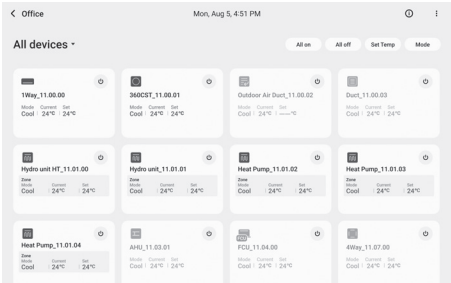 Office
Mon, Aug 5, 4:51 PM
All devices
All on
All off
Set Temp
Mode
1Way_11.00.00
Mode Current Set
Cool 24°C 24°C
360CST_11.00.01
Mode Current Set
Cool 24°C 24°C
Outdoor Air Duct_11.00.02
Mode Current Set
Cool 24°C —°C
Duct_11.00.03
Mode Current Set
Cool 24°C 24°C
Hydro unit HT_11.01.00
Zone
Mode Current Set
Cool 24°C 24°C
Hydro unit_11.01.01
Zone
Mode Current Set
Cool 24°C 24°C
Heat Pump_11.01.02
Zone
Mode Current Set
Cool 24°C 24°C
Heat Pump_11.01.03
Zone
Mode Current Set
Cool 24°C 24°C
Heat Pump_11.01.04
Zone
Mode Current Set
Cool 24°C 24°C
AHU_11.03.01
Mode Current Set
Cool 24°C 24°C
FCU
FCU_11.04.00
Mode Current Set
Cool 24°C 24°C
4Way_11.07.00
Mode Current Set
Cool 24°C 24°C